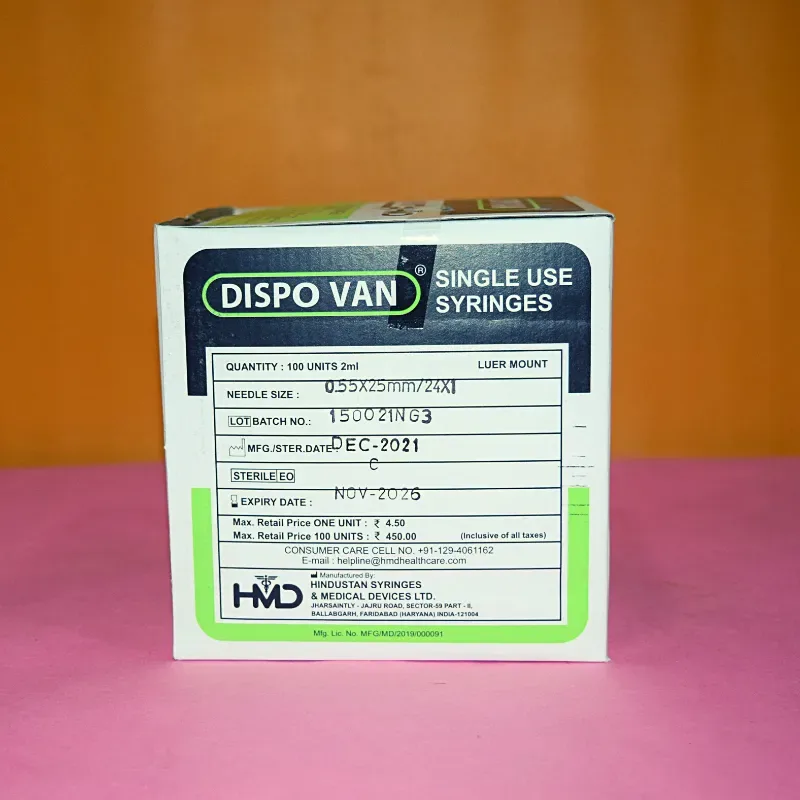 DISPO VAN® SINGLE USE
SYRINGES
QUANTITY : 100 UNITS 2ml LUER MOUNT
NEEDLE SIZE : 0.55X25mm/24X1
LOT BATCH NO.: 150021NG3
MFG./STER.DATE: DEC-2021
C
STERILE EO
EXPIRY DATE : NOV-2026
Max. Retail Price ONE UNIT : ₹ 4.50
Max. Retail Price 100 UNITS : ₹ 450.00 (Inclusive of all taxes)
CONSUMER CARE CELL NO. +91-129-4061162
E-mail : helpline@hmdhealthcare.com
HMD
Manufactured By:
HINDUSTAN SYRINGES
& MEDICAL DEVICES LTD.
JHARSAINTLY - JAJRU ROAD, SECTOR-59 PART - II,
BALLABGARH, FARIDABAD (HARYANA) INDIA-121004
Mfg. Lic. No. MFG/MD/2019/000091